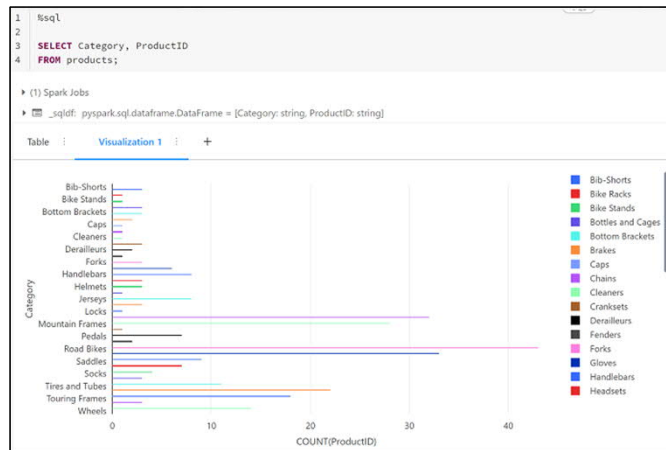 1 %sql
2
3 SELECT Category, ProductID
4 FROM products;
(1) Spark Jobs
_sqldf: pyspark.sql.dataframe.DataFrame = [Category: string, ProductID: string]
Table Visualization 1 +
Category
Bib-Shorts
Bike Stands
Bottom Brackets
Caps
Cleaners
Derailleurs
Forks
Handlebars
Helmets
Jerseys
Locks
Mountain Frames
Pedals
Road Bikes
Saddles
Socks
Tires and Tubes
Touring Frames
Wheels
0 10 20 30 40
COUNT(ProductID)
Bib-Shorts
Bike Racks
Bike Stands
Bottles and Cages
Bottom Brackets
Brakes
Caps
Chains
Cleaners
Cranksets
Derailleurs
Fenders
Forks
Gloves
Handlebars
Headsets